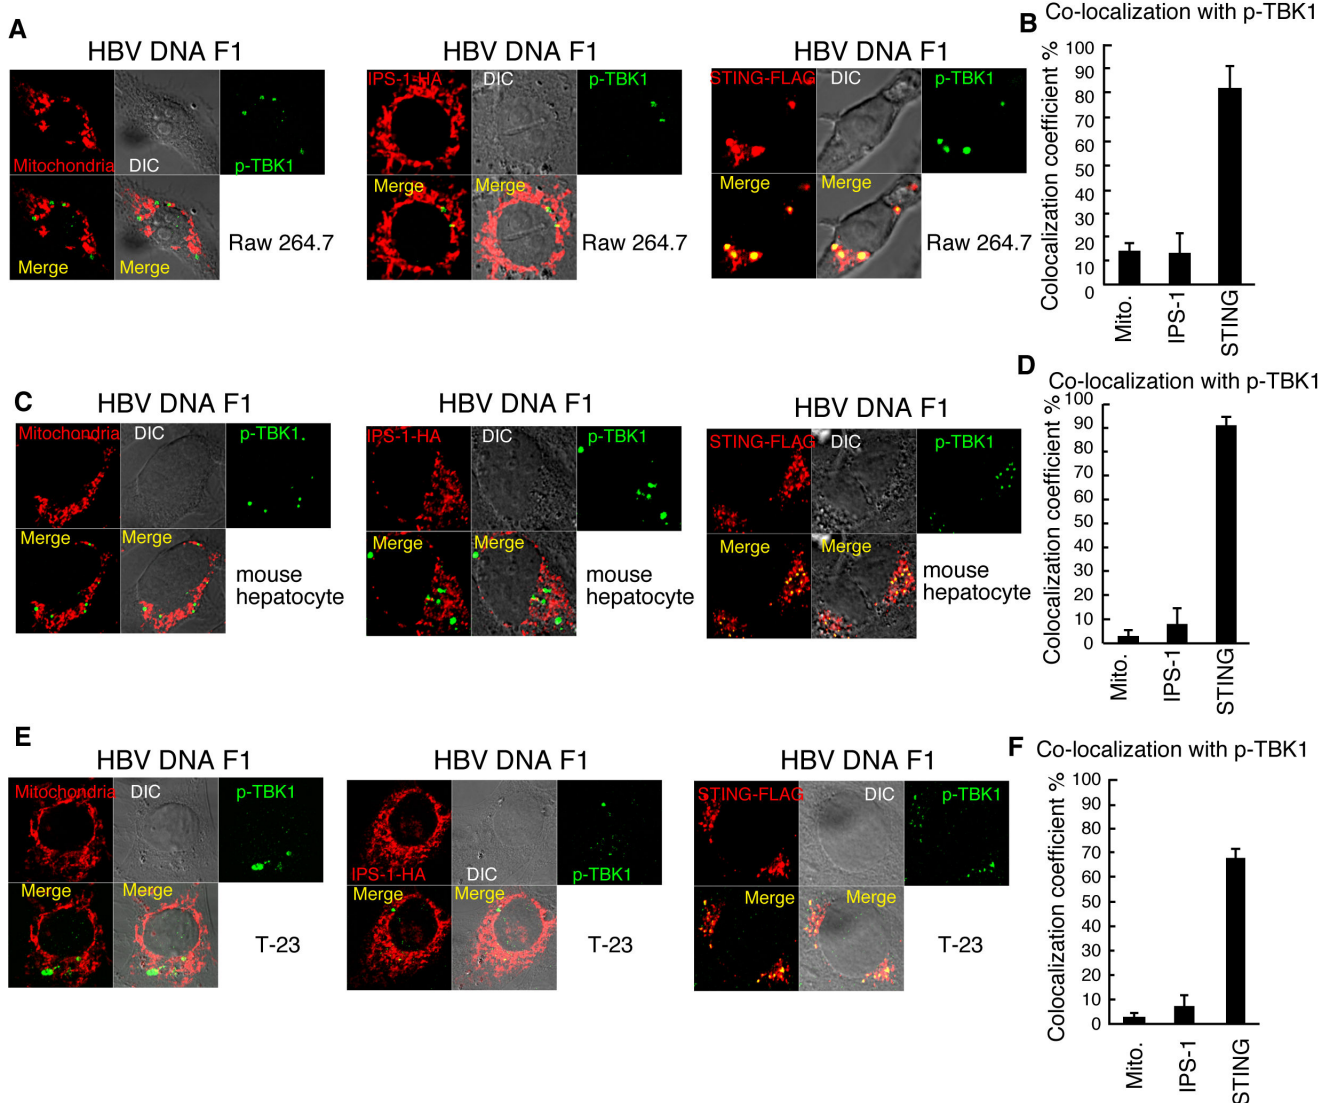 A
HBV DNA F1
Mitochondria
DIC
p-TBK1
Merge
Merge
HBV DNA F1
IPS-1-HA
DIC
p-TBK1
Merge
Merge
Raw 264.7
HBV DNA F1
STING-FLAG
DIC
p-TBK1
Merge
Merge
Raw 264.7
Raw 264.7
B
Co-localization with p-TBK1
Colocalization coefficient %
100
90
80
70
60
50
40
30
20
10
0
Mito.
IPS-1
STING
C
HBV DNA F1
Mitochondria
DIC
p-TBK1.
Merge
Merge
mouse
hepatocyte
HBV DNA F1
IPS-1-HA
DIC
p-TBK1
Merge
Merge
mouse
hepatocyte
HBV DNA F1
STING-FLAG
DIC
p-TBK1
Merge
Merge
mouse
hepatocyte
D
Co-localization with p-TBK1
Colocalization coefficient %
100
90
80
70
60
50
40
30
20
10
0
Mito.
IPS-1
STING
E
HBV DNA F1
Mitochondria
DIC
p-TBK1
Merge
Merge
T-23
HBV DNA F1
IPS-1-HA
DIC
p-TBK1
Merge
Merge
T-23
HBV DNA F1
STING-FLAG
DIC
p-TBK1
Merge
Merge
T-23
F
Co-localization with p-TBK1
Colocalization coefficient %
100
90
80
70
60
50
40
30
20
10
0
Mito.
IPS-1
STING